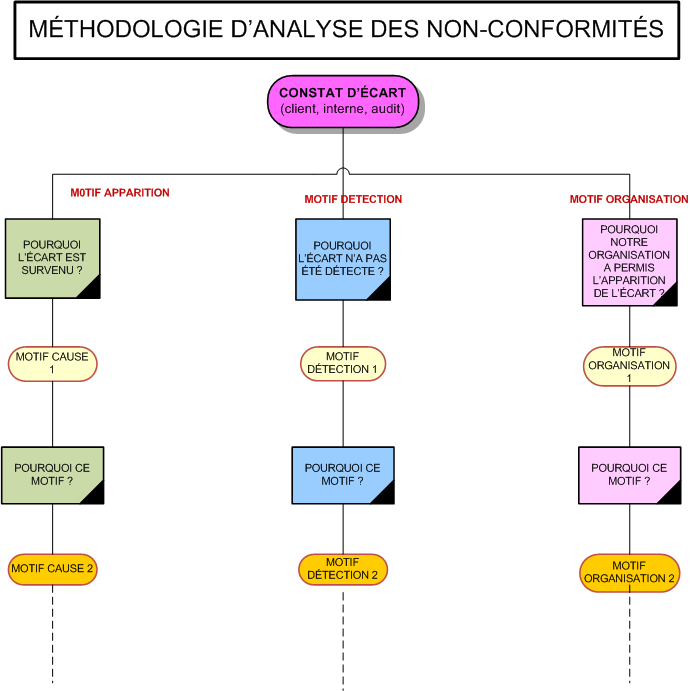 MÉTHODOLOGIE D'ANALYSE DES NON-CONFORMITÉS
CONSTAT D'ÉCART
(client, interne, audit)
M0TIF APPARITION
MOTIF DETECTION
MOTIF ORGANISATION
POURQUOI
L'ÉCART EST
SURVENU ?
POURQUOI
L'ÉCART N'A PAS
ÉTÉ DÉTECTE ?
POURQUOI
NOTRE
ORGANISATION
A PERMIS
L'APPARITION
DE L'ÉCART ?
MOTIF CAUSE
1
MOTIF
DÉTECTION 1
MOTIF
ORGANISATION
1
POURQUOI CE
MOTIF ?
POURQUOI CE
MOTIF ?
POURQUOI CE
MOTIF ?
MOTIF CAUSE 2
MOTIF
DÉTECTION 2
MOTIF
ORGANISATION 2